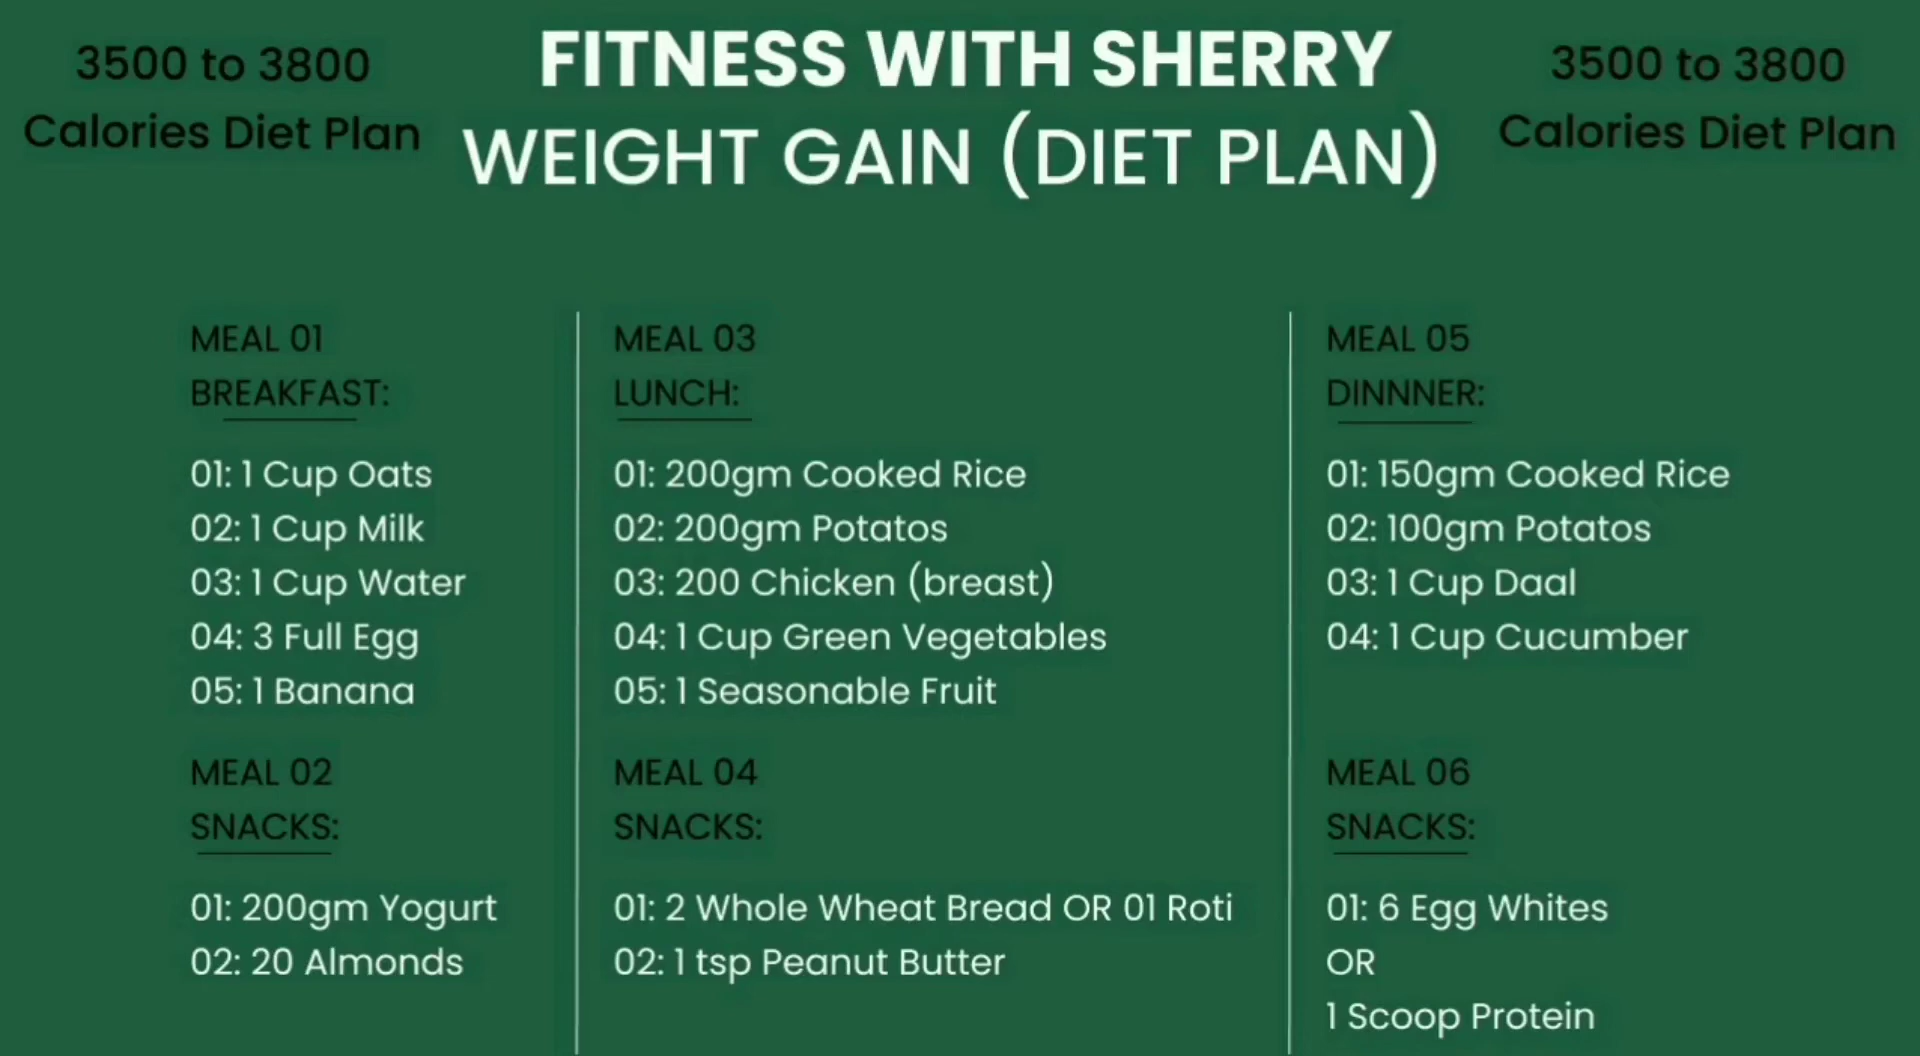 3500 to 3800
Calories Diet Plan
FITNESS WITH SHERRY
WEIGHT GAIN (DIET PLAN)
3500 to 3800
Calories Diet Plan
MEAL 01
BREAKFAST:
01: 1 Cup Oats
02: 1 Cup Milk
03: 1 Cup Water
04: 3 Full Egg
05: 1 Banana
MEAL 02
SNACKS:
01: 200gm Yogurt
02: 20 Almonds
MEAL 03
LUNCH:
01: 200gm Cooked Rice
02: 200gm Potatos
03: 200 Chicken (breast)
04: 1 Cup Green Vegetables
05: 1 Seasonable Fruit
MEAL 04
SNACKS:
01: 2 Whole Wheat Bread OR 01 Roti
02: 1 tsp Peanut Butter
MEAL 05
DINNNER:
01: 150gm Cooked Rice
02: 100gm Potatos
03: 1 Cup Daal
04: 1 Cup Cucumber
MEAL 06
SNACKS:
01: 6 Egg Whites
OR
1 Scoop Protein